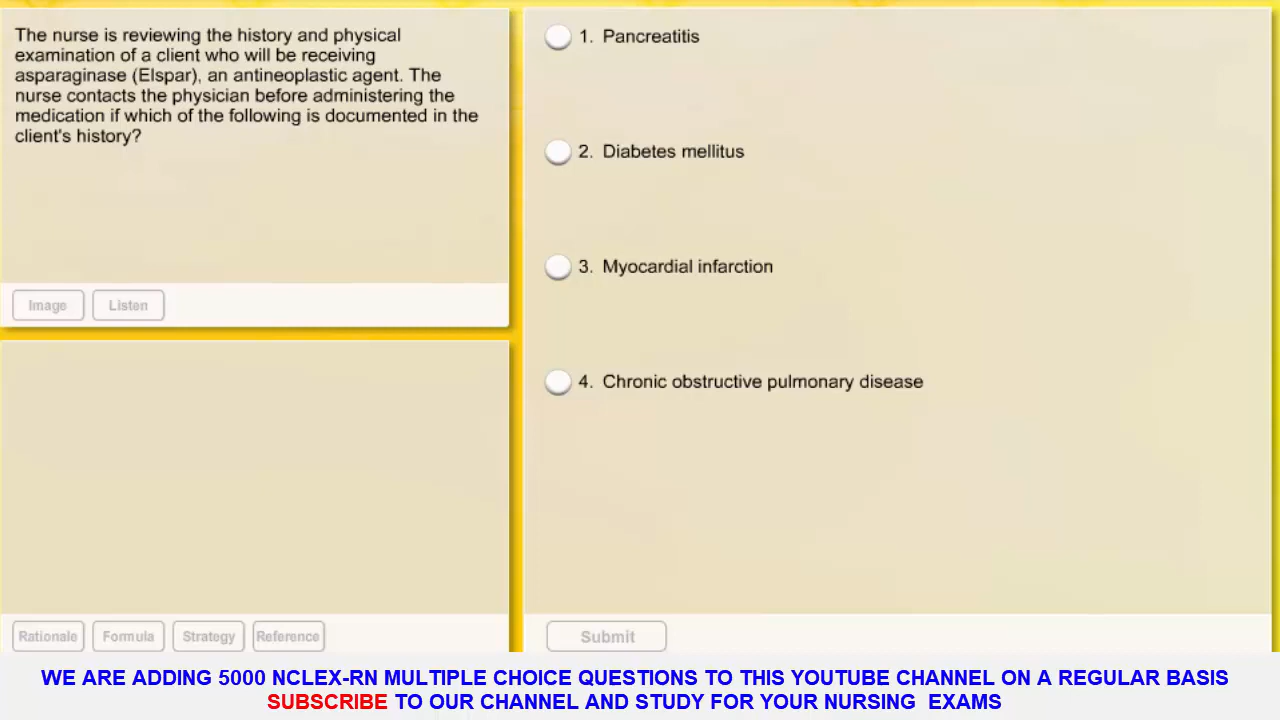 The nurse is reviewing the history and physical
examination of a client who will be receiving
asparaginase (Elspar), an antineoplastic agent. The
nurse contacts the physician before administering the
medication if which of the following is documented in the
client's history?
Image Listen
1. Pancreatitis
2. Diabetes mellitus
3. Myocardial infarction
4. Chronic obstructive pulmonary disease
Rationale Formula Strategy Reference
Submit
WE ARE ADDING 5000 NCLEX-RN MULTIPLE CHOICE QUESTIONS TO THIS YOUTUBE CHANNEL ON A REGULAR BASIS
SUBSCRIBE TO OUR CHANNEL AND STUDY FOR YOUR NURSING EXAMS